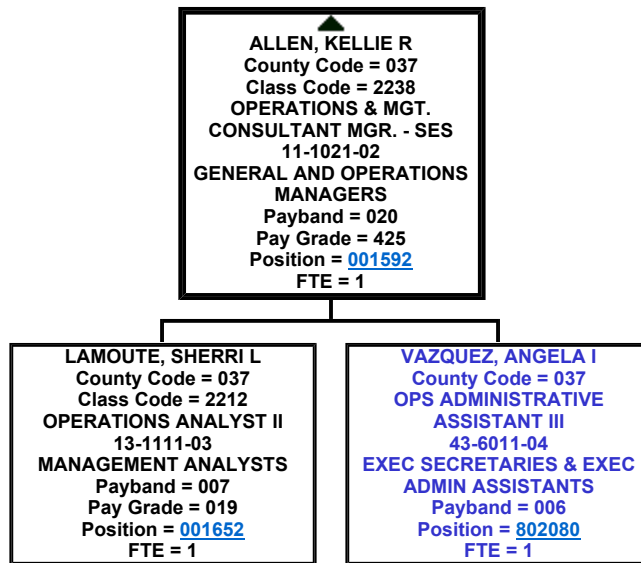 ALLEN, KELLIE R
County Code = 037
Class Code = 2238
OPERATIONS & MGT.
CONSULTANT MGR. - SES
11-1021-02
GENERAL AND OPERATIONS
MANAGERS
Payband = 020
Pay Grade = 425
Position = 001592
FTE = 1
LAMOUTE, SHERRI L
County Code = 037
Class Code = 2212
OPERATIONS ANALYST II
13-1111-03
MANAGEMENT ANALYSTS
Payband = 007
Pay Grade = 019
Position = 001652
FTE = 1
VAZQUEZ, ANGELA I
County Code = 037
OPS ADMINISTRATIVE
ASSISTANT III
43-6011-04
EXEC SECRETARIES & EXEC
ADMIN ASSISTANTS
Payband = 006
Position = 802080
FTE = 1